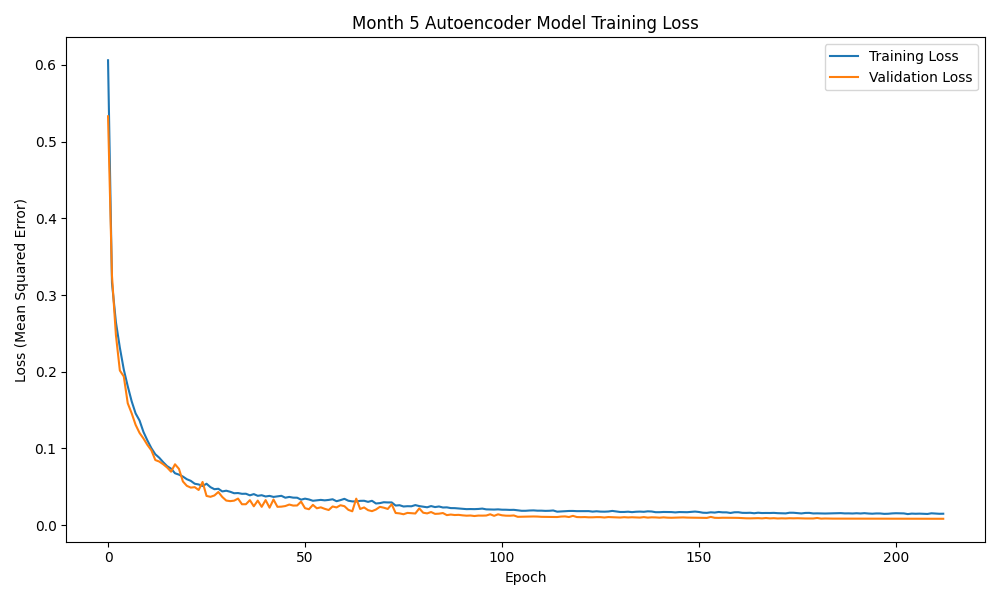 Month 5 Autoencoder Model Training Loss
Training Loss
Validation Loss
Loss (Mean Squared Error)
0.6
0.5
0.4
0.3
0.2
0.1
0.0
0
50
100
150
200
Epoch